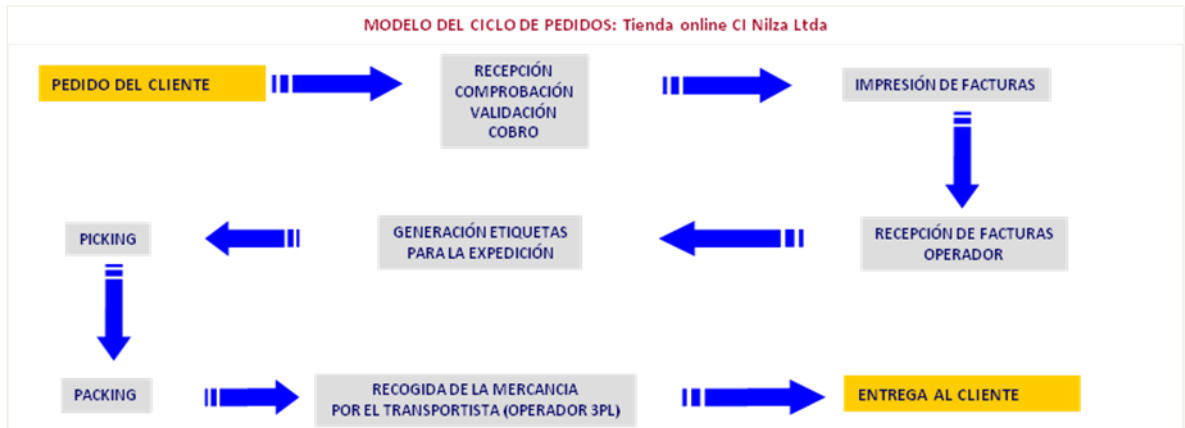 MODELO DEL CICLO DE PEDIDOS: Tienda online CI Nilza Ltda
PEDIDO DEL CLIENTE
RECEPCIÓN
COMPROBACIÓN
VALIDACIÓN
COBRO
IMPRESIÓN DE FACTURAS
RECEPCIÓN DE FACTURAS
OPERADOR
GENERACIÓN ETIQUETAS
PARA LA EXPEDICIÓN
PICKING
PACKING
RECOGIDA DE LA MERCANCIA
POR EL TRANSPORTISTA (OPERADOR 3PL)
ENTREGA AL CLIENTE